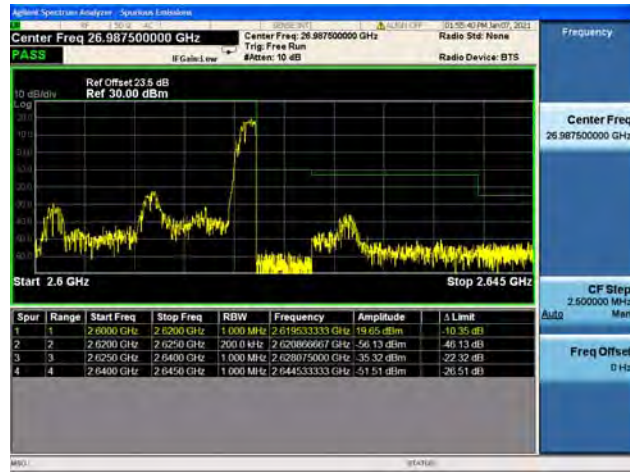 Agilent Spectrum Analyzer - Spurious Emissions
SENSE:INT ALIGN OFF 01:55:40 PM Jan 07, 2021
Center Freq 26.987500000 GHz
Center Freq: 26.987500000 GHz
Radio Std: None
PASS
Trig: Free Run
IFGain:Low
#Atten: 10 dB
Radio Device: BTS
Ref Offset 23.5 dB
10 dB/div Ref 30.00 dBm
Log
Start 2.6 GHz
Stop 2.645 GHz
Spur Range Start Freq Stop Freq RBW Frequency Amplitude Δ Limit
1 1 2.6000 GHz 2.6200 GHz 1.000 MHz 2.619533333 GHz 19.65 dBm -10.35 dB
2 2 2.6200 GHz 2.6250 GHz 200.0 kHz 2.620866667 GHz -56.13 dBm -46.13 dB
3 3 2.6250 GHz 2.6400 GHz 1.000 MHz 2.628075000 GHz -35.32 dBm -22.32 dB
4 4 2.6400 GHz 2.6450 GHz 1.000 MHz 2.644533333 GHz -51.51 dBm -26.51 dB
MSG
STATUS
Frequency
Center Freq
26.987500000 GHz
CF Step
2.500000 MHz
Auto Man
Freq Offset
0 Hz